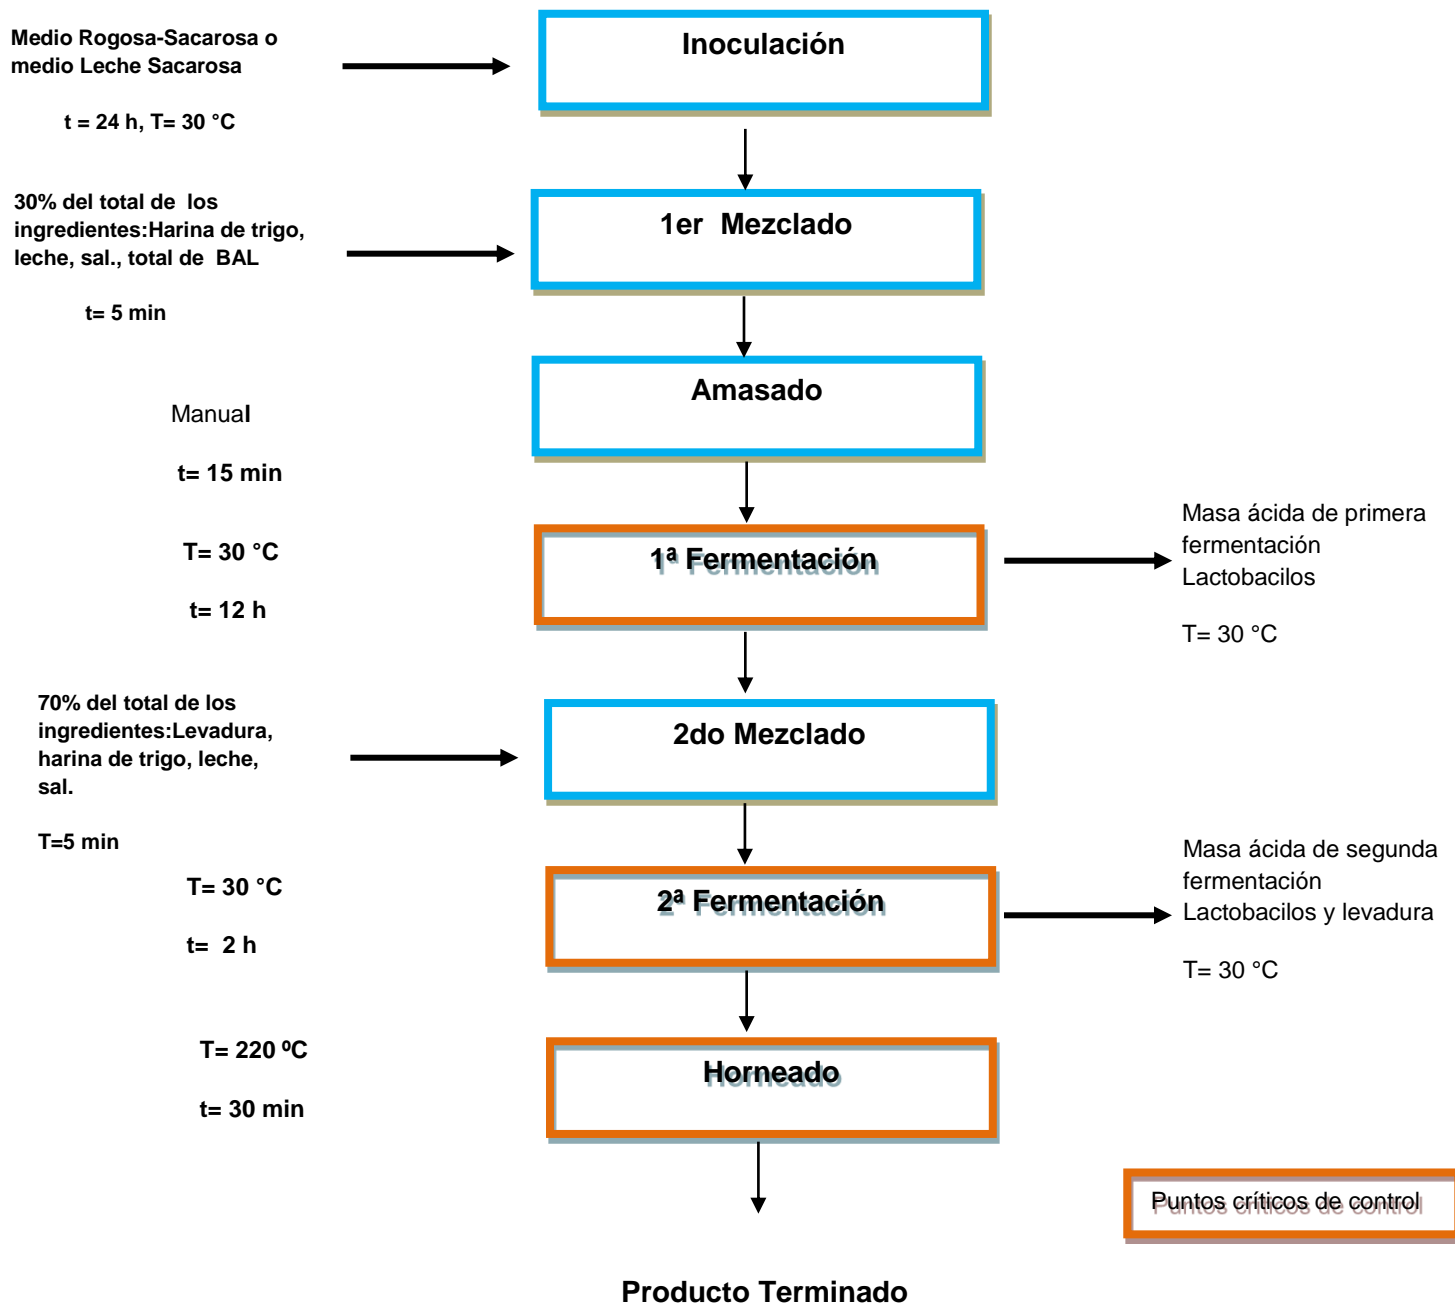 Medio Rogosa-Sacarosa o
medio Leche Sacarosa
t = 24 h, T= 30 °C
Inoculación
30% del total de los
ingredientes:Harina de trigo,
leche, sal., total de BAL
t= 5 min
1er Mezclado
Amasado
Manual
t= 15 min
T= 30 °C
t= 12 h
1ª Fermentación
Masa ácida de primera
fermentación
Lactobacilos
T= 30 °C
70% del total de los
ingredientes:Levadura,
harina de trigo, leche,
sal.
T=5 min
2do Mezclado
T= 30 °C
t= 2 h
2ª Fermentación
Masa ácida de segunda
fermentación
Lactobacilos y levadura
T= 30 °C
T= 220 ºC
t= 30 min
Horneado
Puntos críticos de control
Producto Terminado